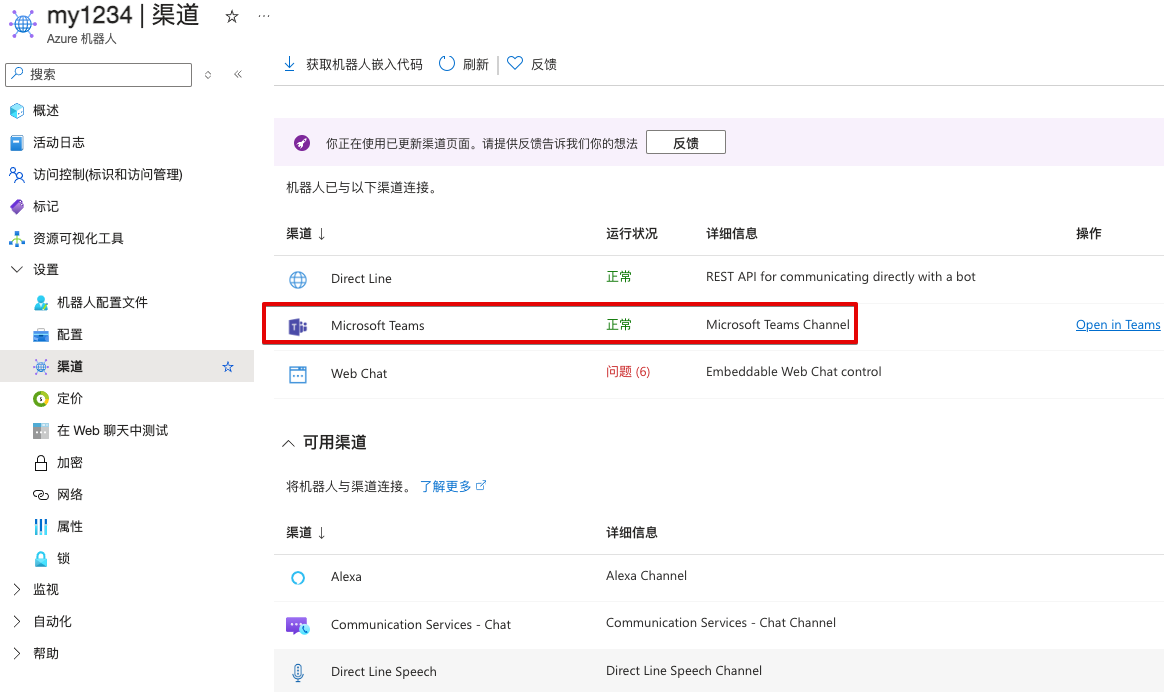 my1234 | 渠道
Azure 机器人
搜索
概述
活动日志
访问控制(标识和访问管理)
标记
资源可视化工具
设置
机器人配置文件
配置
渠道
定价
在 Web 聊天中测试
加密
网络
属性
锁
监视
自动化
帮助
获取机器人嵌入代码 刷新 反馈
你正在使用已更新渠道页面。请提供反馈告诉我们你的想法 反馈
机器人已与以下渠道连接。
渠道 ↓ 运行状况 详细信息 操作
Direct Line 正常 REST API for communicating directly with a bot
Microsoft Teams 正常 Microsoft Teams Channel Open in Teams
Web Chat 问题 (6) Embeddable Web Chat control
可用渠道
将机器人与渠道连接。 了解更多
渠道 ↓ 详细信息
Alexa Alexa Channel
Communication Services - Chat Communication Services - Chat Channel
Direct Line Speech Direct Line Speech Channel